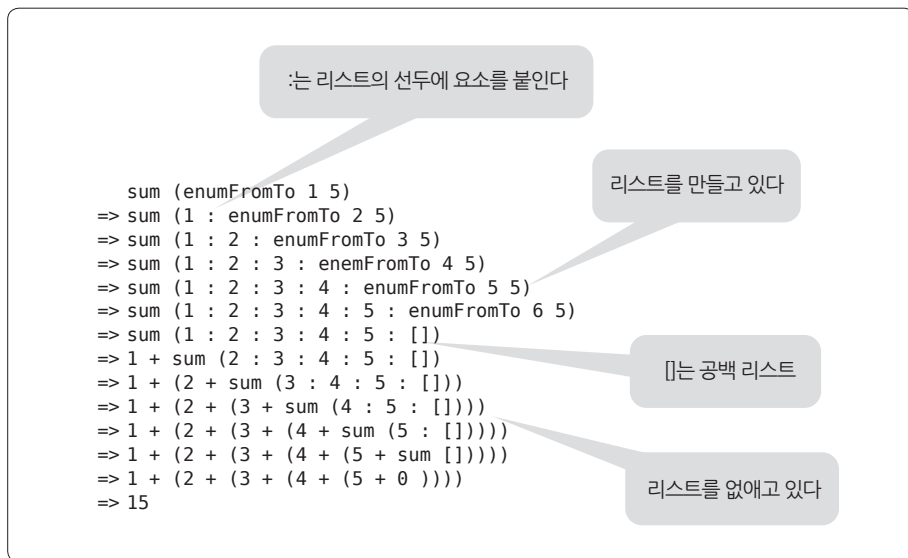 :는 리스트의 선두에 요소를 붙인다
리스트를 만들고 있다
sum (enumFromTo 1 5)
=> sum (1 : enumFromTo 2 5)
=> sum (1 : 2 : enumFromTo 3 5)
=> sum (1 : 2 : 3 : enemFromTo 4 5)
=> sum (1 : 2 : 3 : 4 : enumFromTo 5 5)
=> sum (1 : 2 : 3 : 4 : 5 : enumFromTo 6 5)
=> sum (1 : 2 : 3 : 4 : 5 : [])
=> 1 + sum (2 : 3 : 4 : 5 : [])
=> 1 + (2 + sum (3 : 4 : 5 : []))
=> 1 + (2 + (3 + sum (4 : 5 : [])))
=> 1 + (2 + (3 + (4 + sum (5 : []))))
=> 1 + (2 + (3 + (4 + (5 + sum []))))
=> 1 + (2 + (3 + (4 + (5 + 0 ))))
=> 15
[]는 공백 리스트
리스트를 없애고 있다